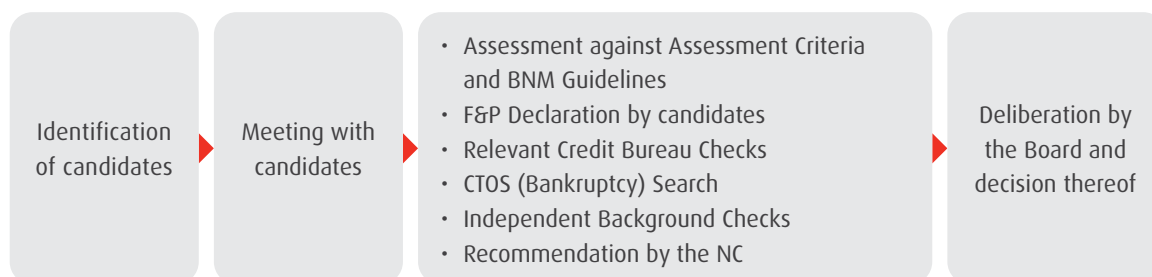 Identification
of candidates
Meeting with
candidates
• Assessment against Assessment Criteria
and BNM Guidelines
• F&P Declaration by candidates
• Relevant Credit Bureau Checks
• CTOS (Bankruptcy) Search
• Independent Background Checks
• Recommendation by the NC
Deliberation by
the Board and
decision thereof